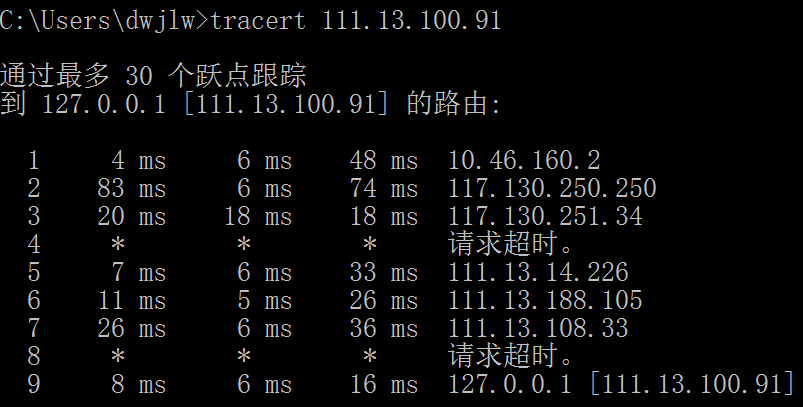 C:\Users\dwjlw>tracert 111.13.100.91
通过最多 30 个跃点跟踪
到 127.0.0.1 [111.13.100.91] 的路由:
1 4 ms 6 ms 48 ms 10.46.160.2
2 83 ms 6 ms 74 ms 117.130.250.250
3 20 ms 18 ms 18 ms 117.130.251.34
4 * * * 请求超时。
5 7 ms 6 ms 33 ms 111.13.14.226
6 11 ms 5 ms 26 ms 111.13.188.105
7 26 ms 6 ms 36 ms 111.13.108.33
8 * * * 请求超时。
9 8 ms 6 ms 16 ms 127.0.0.1 [111.13.100.91]